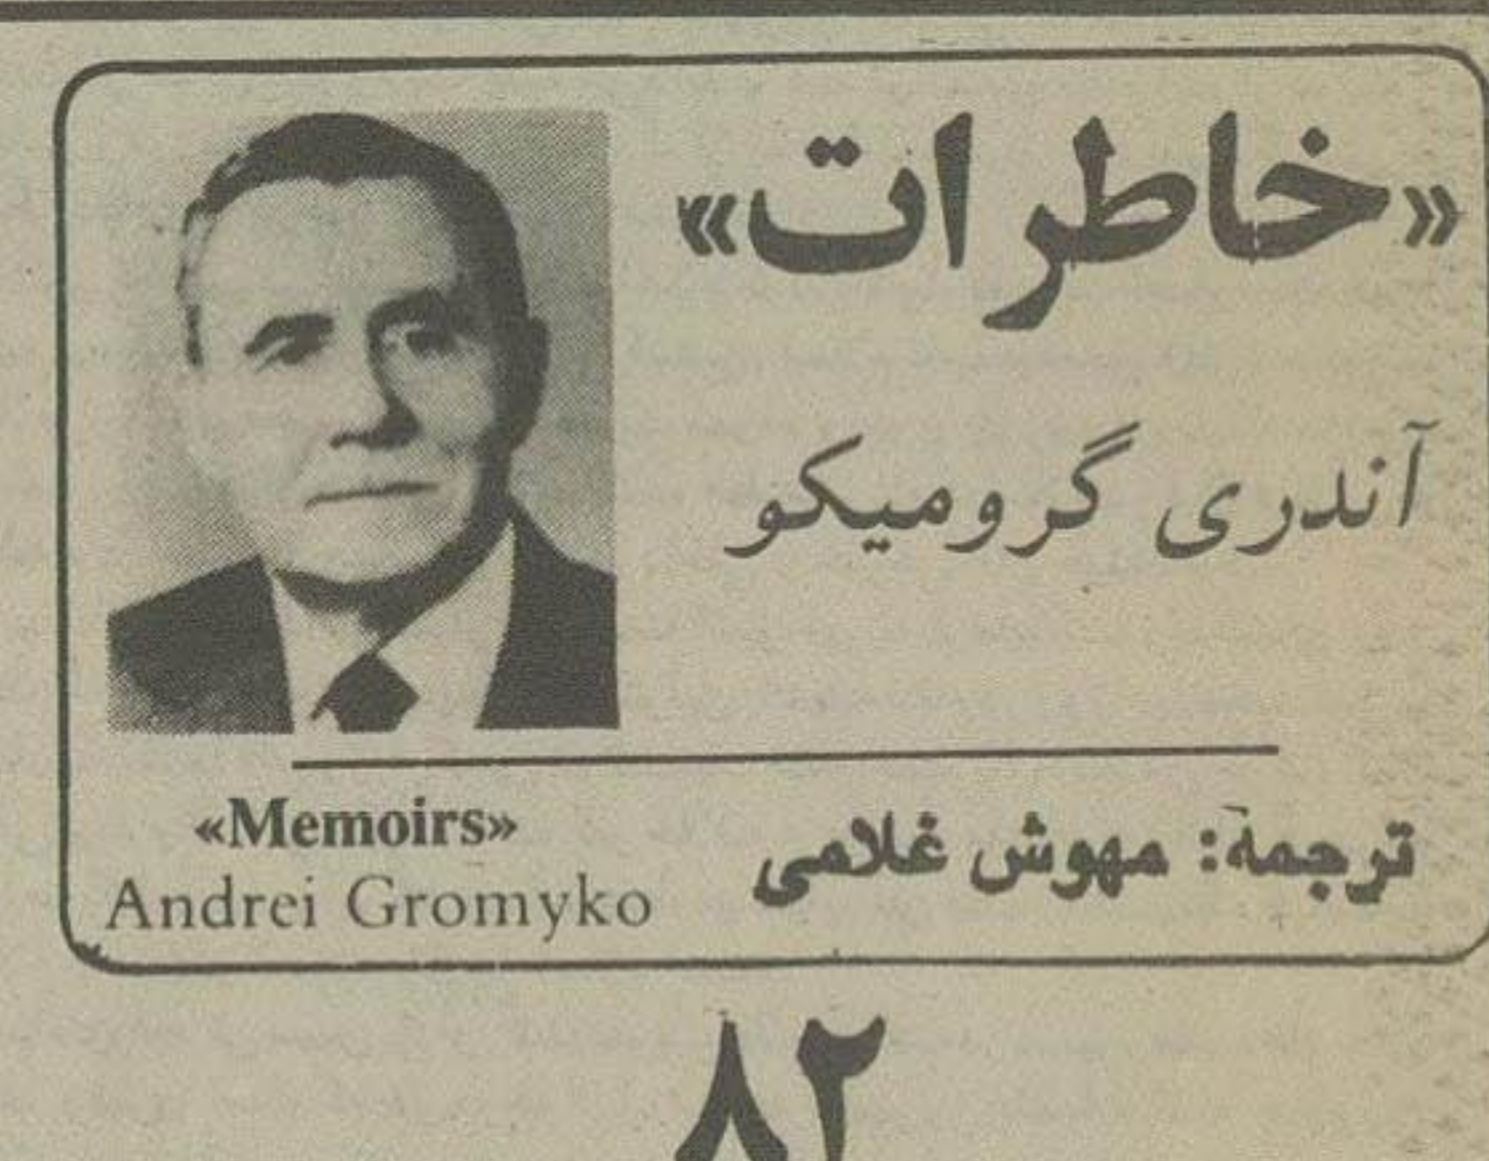 «خاطرات»
آندری گرومیکو
ترجمهٔ: مهوش غلامی
«Memoirs»
Andrei Gromyko
۸۲